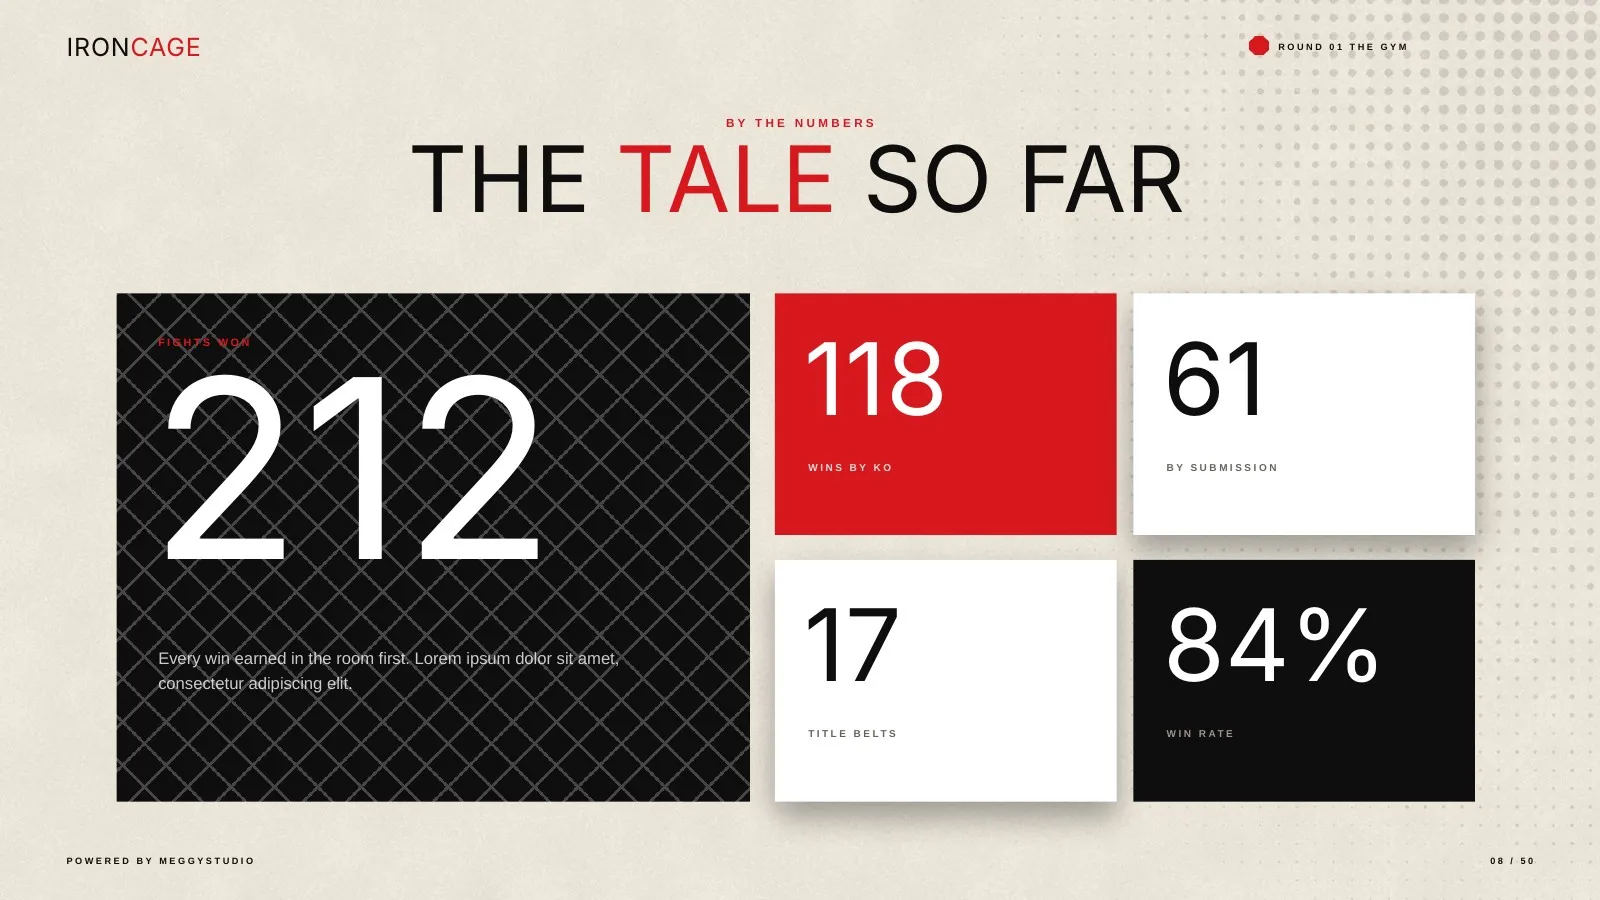 IRONCAGE
ROUND 01 THE GYM
BY THE NUMBERS
THE TALE SO FAR
FIGHTS WON
212
Every win earned in the room first. Lorem ipsum dolor sit amet,
consectetur adipiscing elit.
118
WINS BY KO
61
BY SUBMISSION
17
TITLE BELTS
84%
WIN RATE
POWERED BY MEGGYSTUDIO
08 / 50